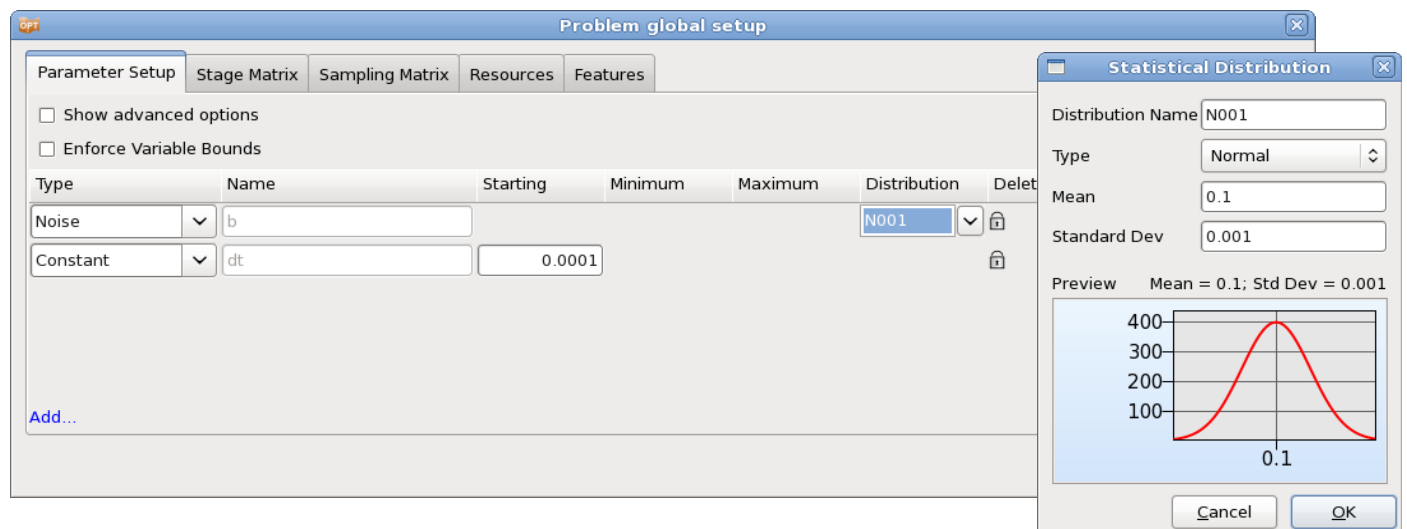 OPT
Problem global setup
Parameter Setup
Stage Matrix
Sampling Matrix
Resources
Features
Show advanced options
Enforce Variable Bounds
Type Name Starting Minimum Maximum Distribution Delet
Noise b N001
Constant dt 0.0001
Add...
Statistical Distribution
Distribution Name N001
Type Normal
Mean 0.1
Standard Dev 0.001
Preview Mean = 0.1; Std Dev = 0.001
400
300
200
100
0.1
Cancel OK